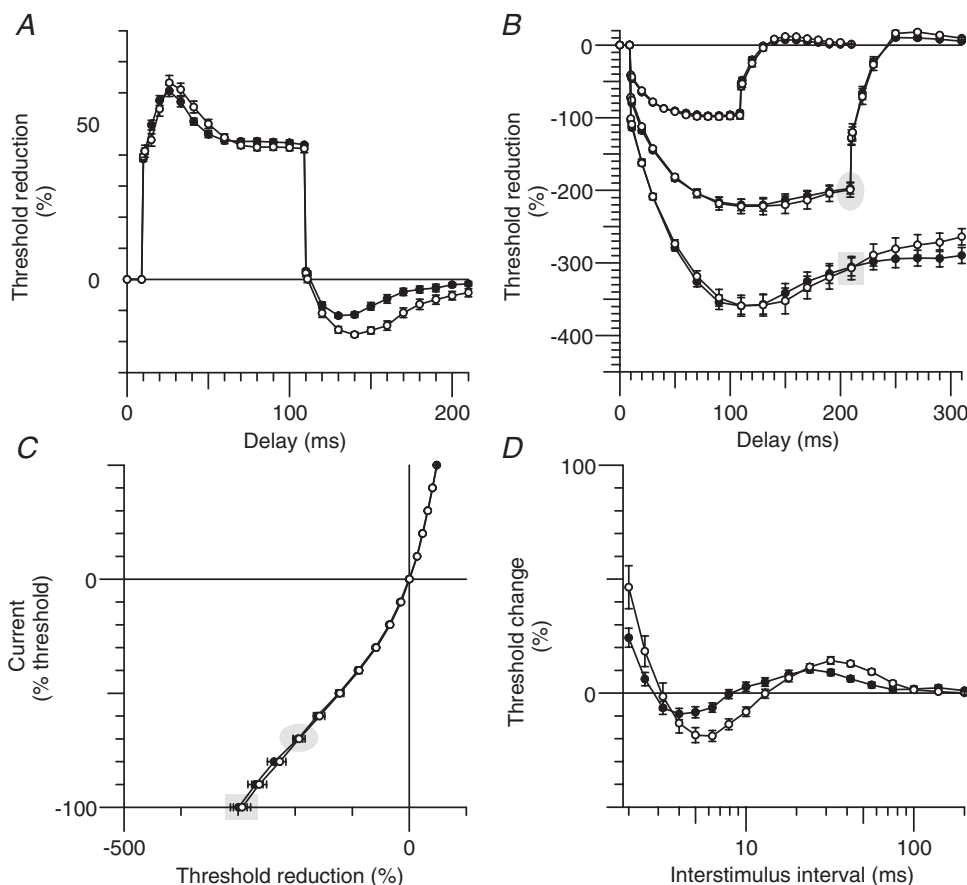 A
Threshold reduction
(%)
50
0
0
100
200
Delay (ms)
B
Threshold reduction
(%)
0
-100
-200
-300
-400
0
100
200
300
Delay (ms)
C
Current
(% threshold)
0
-100
-500
0
Threshold reduction (%)
D
Threshold change
(%)
100
0
10
100
Interstimulus interval (ms)